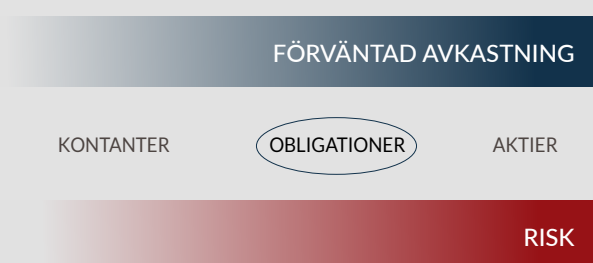 FÖRVÄNTAD AVKASTNING
KONTANTER OBLIGATIONER AKTIER
RISK